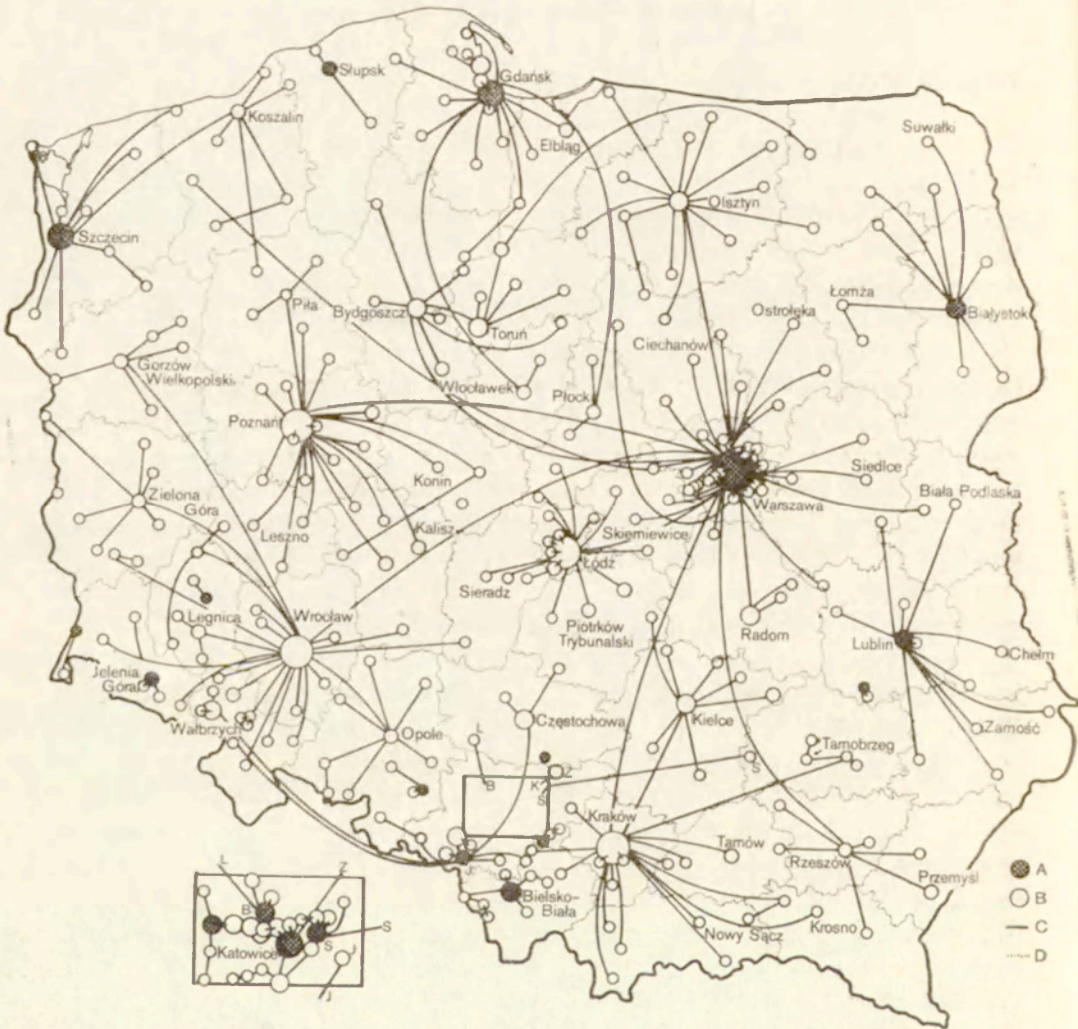 Słupsk
Gdańsk
Koszalin
Elbląg
Suwałki
Olsztyn
Szczecin
Łomża
Białystok
Piła
Bydgoszcz
Toruń
Ostrołęka
Ciechanów
Gorzów
Wielkopolski
Włocławek
Płock
Poznań
Konin
Siedlce
Warszawa
Biała Podlaska
Zielona
Góra
Leszno
Kalisz
Skierniewice
Łódź
Sieradz
Piotrków
Trybunalski
Radom
Legnica
Wrocław
Lublin
Chełm
Jelenia
Góra
Wałbrzych
Opole
Częstochowa
Kielce
Zamość
Tarnobrzeg
L
B
Z
K
S
S
Kraków
Tarnów
Rzeszów
Przemyśl
J
Bielsko-
Biała
Nowy Sącz
Krosno
L
Z
B
S
S
Katowice
J
J
A
B
C
D